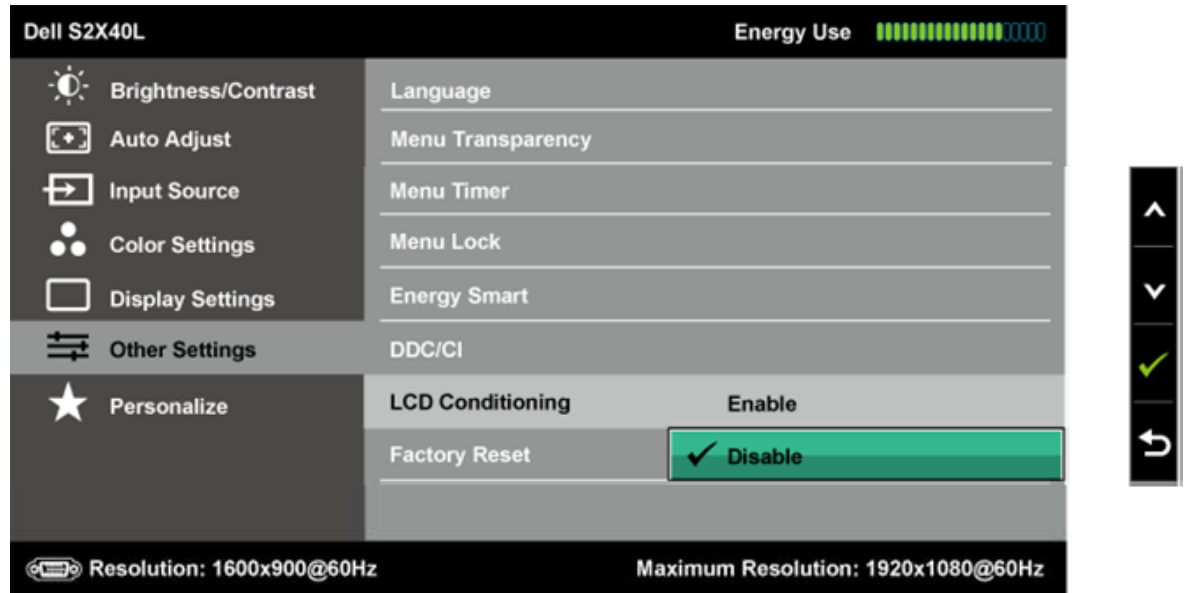 Dell S2X40L Energy Use
Brightness/Contrast Language
Auto Adjust Menu Transparency
Input Source Menu Timer
Color Settings Menu Lock
Display Settings Energy Smart
Other Settings DDC/CI
Personalize LCD Conditioning Enable
Factory Reset Disable
Resolution: 1600x900@60Hz Maximum Resolution: 1920x1080@60Hz